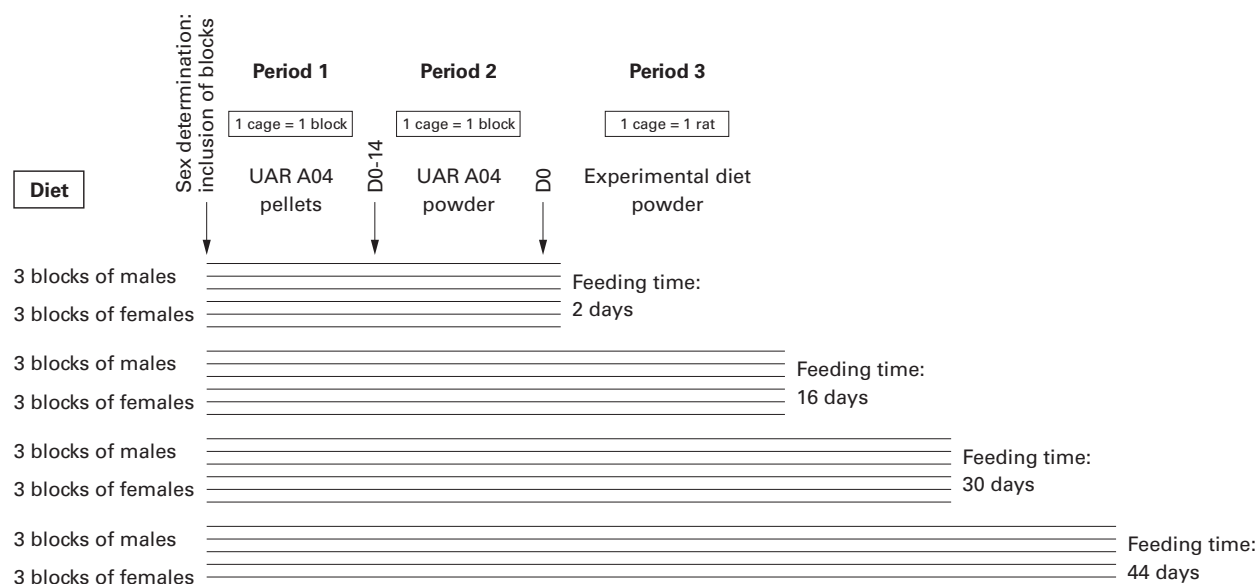 Sex determination:
inclusion of blocks
Period 1
Period 2
Period 3
1 cage = 1 block
1 cage = 1 block
1 cage = 1 rat
D0-14
D0
Diet
UAR A04
pellets
UAR A04
powder
Experimental diet
powder
3 blocks of males
3 blocks of females
Feeding time:
2 days
3 blocks of males
3 blocks of females
Feeding time:
16 days
3 blocks of males
3 blocks of females
Feeding time:
30 days
3 blocks of males
3 blocks of females
Feeding time:
44 days